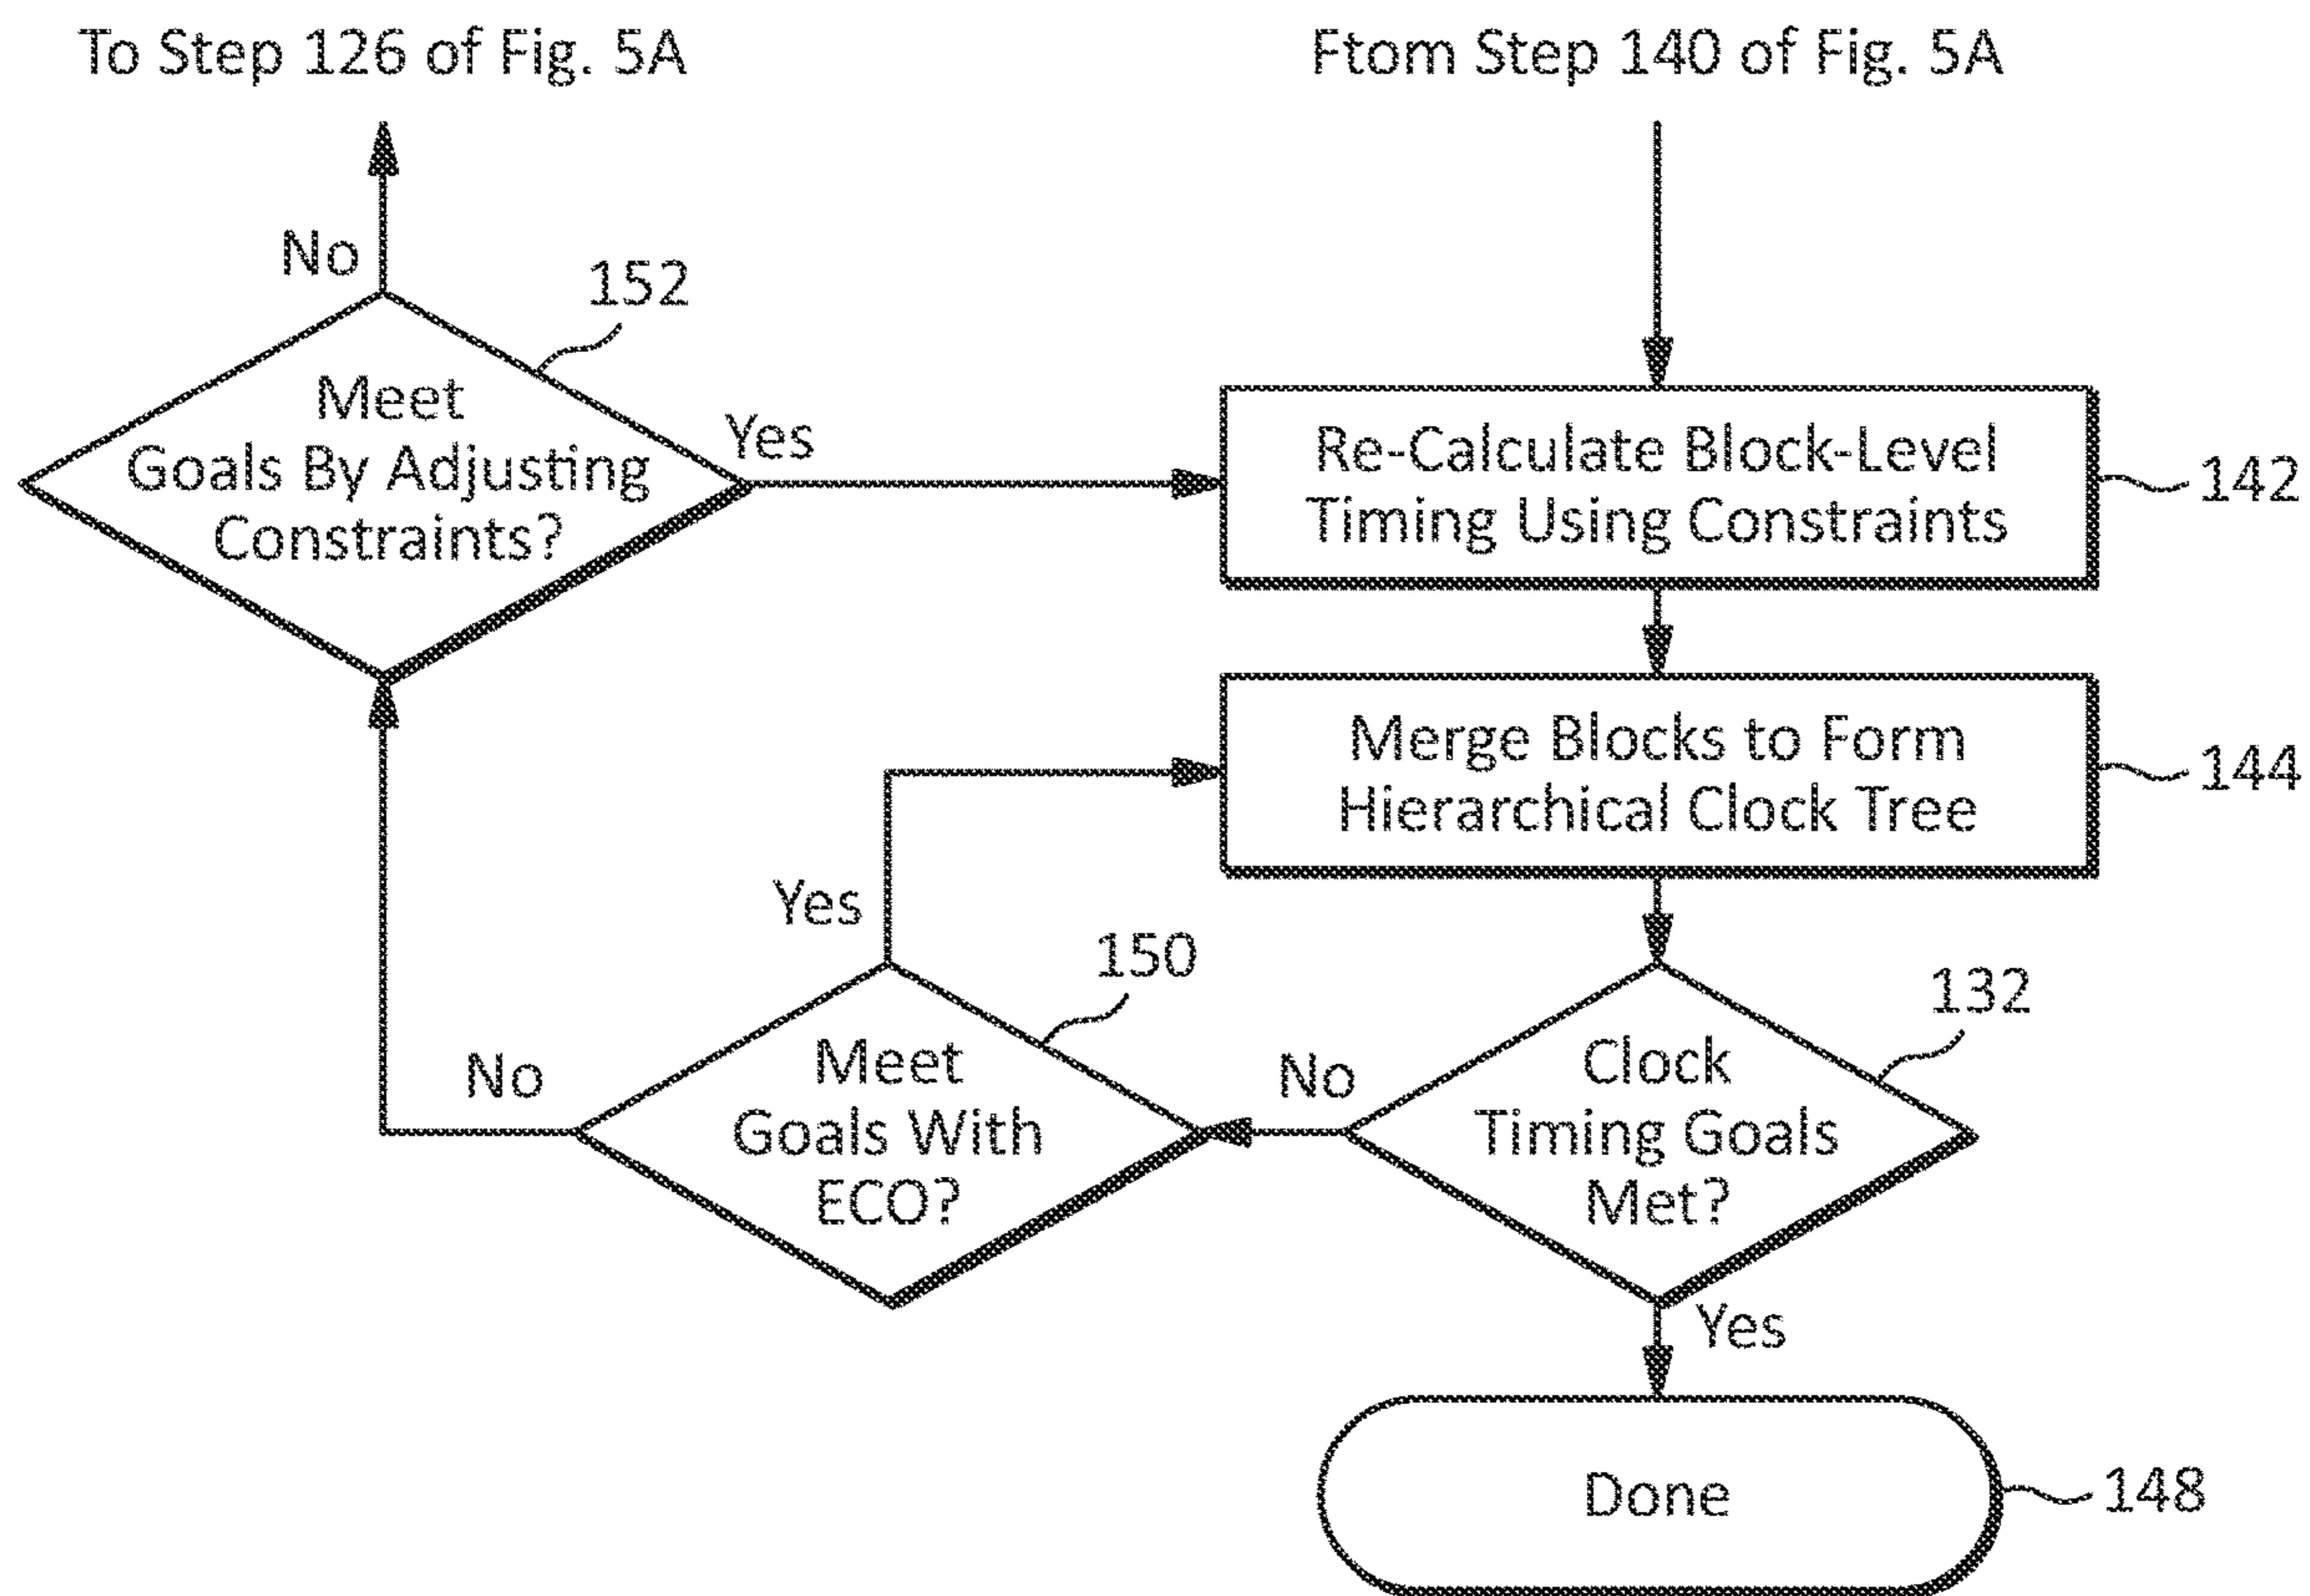 To Step 126 of Fig. 5A
Ftom Step 140 of Fig. 5A
No
152
Meet
Goals By Adjusting
Constraints?
Yes
Re-Calculate Block-Level
Timing Using Constraints
142
Merge Blocks to Form
Hierarchical Clock Tree
144
Yes
150
132
No
Meet
Goals With
ECO?
No
Clock
Timing Goals
Met?
Yes
Done
148